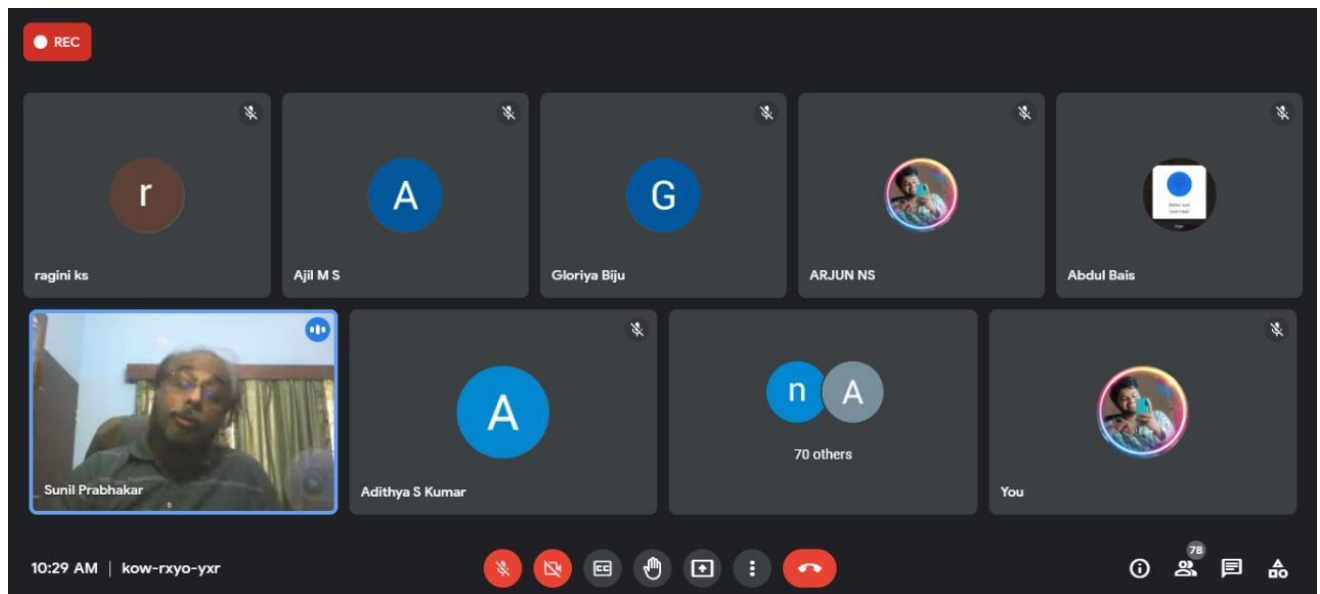 REC
r
A
G
ragini ks
Ajil M S
Gloriya Biju
ARJUN NS
Abdul Bais
A
n
A
70 others
Sunil Prabhakar
Adithya S Kumar
You
10:29 AM | kow-rxyo-yxr
CC
78